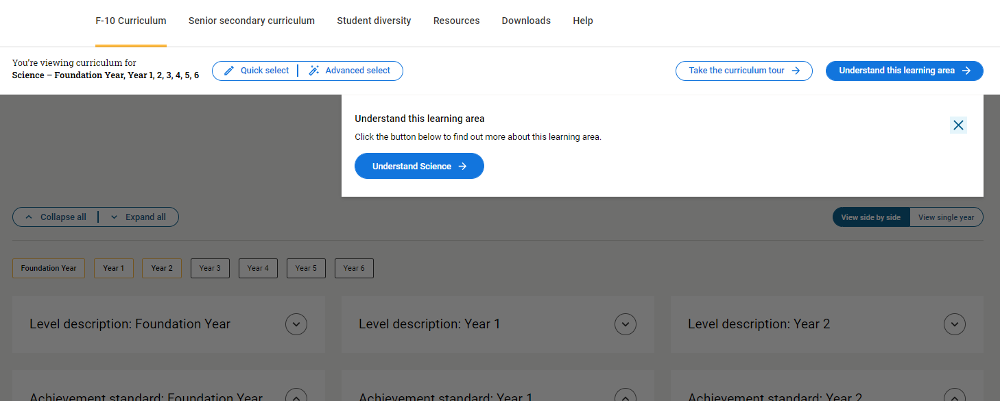 F-10 Curriculum Senior secondary curriculum Student diversity Resources Downloads Help
You're viewing curriculum for
Science – Foundation Year, Year 1, 2, 3, 4, 5, 6
Quick select Advanced select
Take the curriculum tour
Understand this learning area
Understand this learning area
Click the button below to find out more about this learning area.
Understand Science
Collapse all Expand all
View side by side View single year
Foundation Year Year 1 Year 2 Year 3 Year 4 Year 5 Year 6
Level description: Foundation Year Level description: Year 1 Level description: Year 2
Achievement standard: Foundation Year Achievement standard: Year 1 Achievement standard: Year 2